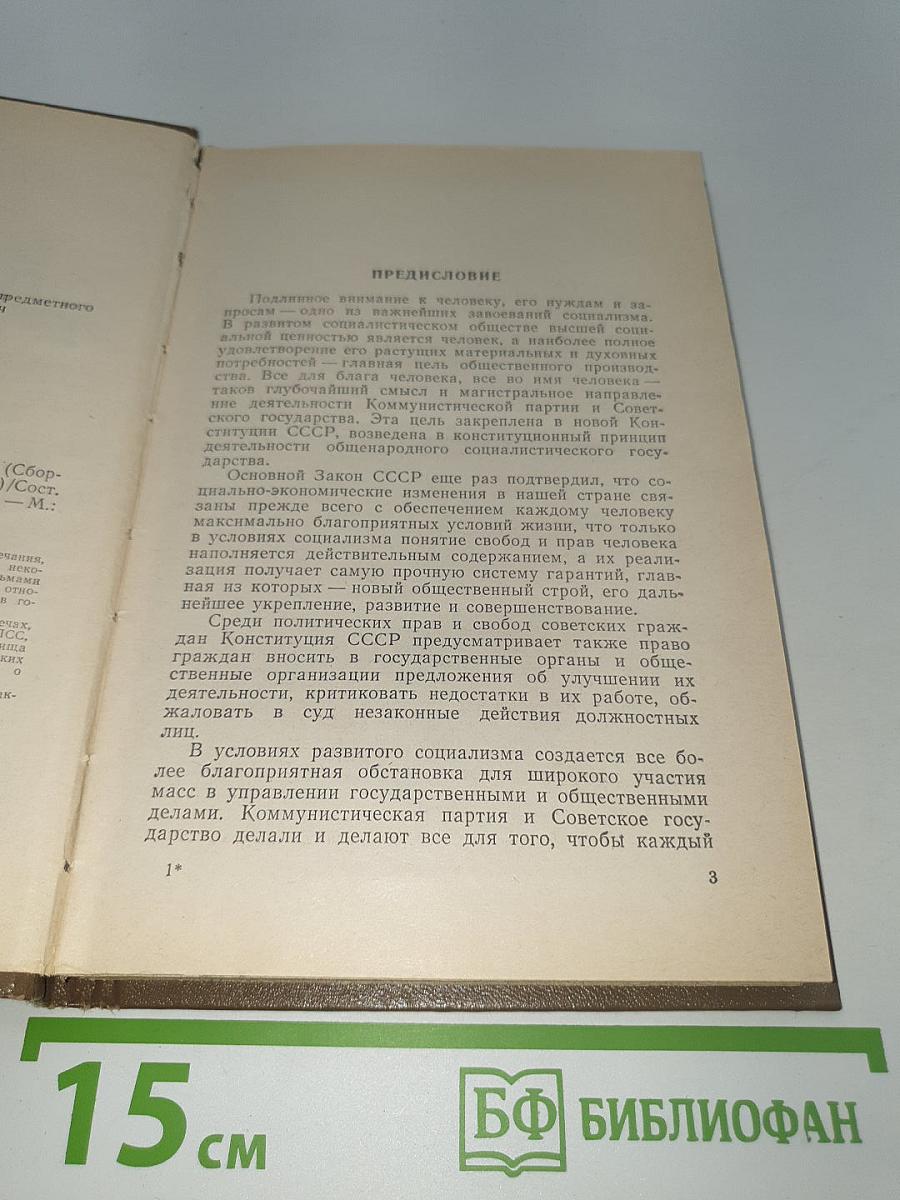 предметного
(Сбор-
)/Сост.
— М.:
ечания,
неко-
ьмами
отно-
в го-
ечах,
ПСС,
ища
ких
о
ак-
ПРЕДИСЛОВИЕ
Подлинное внимание к человеку, его нуждам и за-
просам — одно из важнейших завоеваний социализма.
В развитом социалистическом обществе высшей соци-
альной ценностью является человек, а наиболее полное
удовлетворение его растущих материальных и духовных
потребностей — главная цель общественного производ-
ства. Все для блага человека, все во имя человека —
таков глубочайший смысл и магистральное направле-
ние деятельности Коммунистической партии и Совет-
ского государства. Эта цель закреплена в новой Кон-
ституции СССР, возведена в конституционный принцип
деятельности общенародного социалистического госу-
дарства.
Основной Закон СССР еще раз подтвердил, что со-
циально-экономические изменения в нашей стране свя-
заны прежде всего с обеспечением каждому человеку
максимально благоприятных условий жизни, что только
в условиях социализма понятие свобод и прав человека
наполняется действительным содержанием, а их реали-
зация получает самую прочную систему гарантий, глав-
ная из которых — новый общественный строй, его даль-
нейшее укрепление, развитие и совершенствование.
Среди политических прав и свобод советских граж-
дан Конституция СССР предусматривает также право
граждан вносить в государственные органы и обще-
ственные организации предложения об улучшении их
деятельности, критиковать недостатки в их работе, об-
жаловать в суд незаконные действия должностных
лиц.
В условиях развитого социализма создается все бо-
лее благоприятная обстановка для широкого участия
масс в управлении государственными и общественными
делами. Коммунистическая партия и Советское госу-
дарство делали и делают все для того, чтобы каждый
1*
3
15 см
БФ БИБЛИОФАН